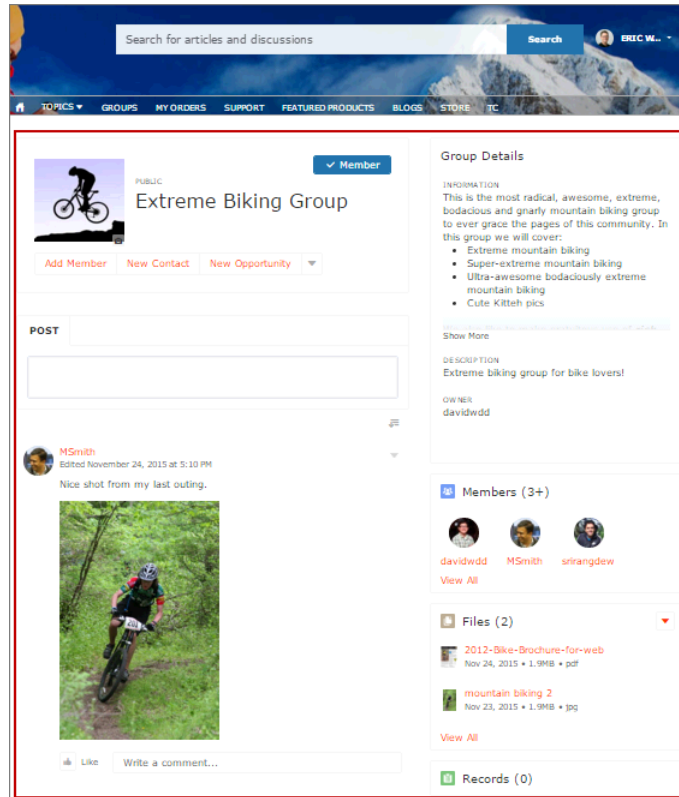 Search for articles and discussions
Search
ERIC W...
TOPICS
GROUPS
MY ORDERS
SUPPORT
FEATURED PRODUCTS
BLOGS
STORE
TC
PUBLIC
Member
Extreme Biking Group
Add Member
New Contact
New Opportunity
POST
MSmith
Edited November 24, 2015 at 5:10 PM
Nice shot from my last outing.
Like
Write a comment...
Group Details
INFORMATION
This is the most radical, awesome, extreme,
bodacious and gnarly mountain biking group
to ever grace the pages of this community. In
this group we will cover:
• Extreme mountain biking
• Super-extreme mountain biking
• Ultra-awesome bodaciously extreme
mountain biking
• Cute Kitteh pics
Show More
DESCRIPTION
Extreme biking group for bike lovers!
OWNER
davidwdd
Members (3+)
davidwdd
MSmith
srirangdew
View All
Files (2)
2012-Bike-Brochure-for-web
Nov 24, 2015 • 1.9MB • pdf
mountain biking 2
Nov 23, 2015 • 1.9MB • jpg
View All
Records (0)